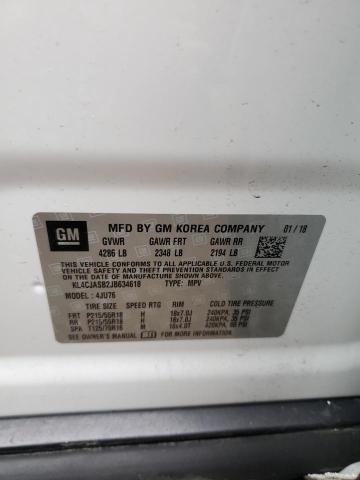 GM MFD BY GM KOREA COMPANY 01/18
GVWR GAWR FRT GAWR RR
4286 LB 2348 LB 2194 LB
THIS VEHICLE CONFORMS TO ALL APPLICABLE U.S. FEDERAL MOTOR
VEHICLE SAFETY, BUMPER, AND THEFT PREVENTION STANDARDS IN
EFFECT ON THE DATE OF MANUFACTURE SHOWN ABOVE.
KL4CJASB2JB634618 TYPE: MPV
MODEL: 4JU76
TIRE SIZE SPEED RTG RIM COLD TIRE PRESSURE
FRT P215/55R18 H 18x7.0J 240KPA, 35 PSI
RR P215/55R18 H 18x7.0J 240KPA, 35 PSI
SPA T125/70R16 M 16x4.0T 420KPA, 60 PSI
SEE OWNER'S MANUAL FOR MORE INFORMATION